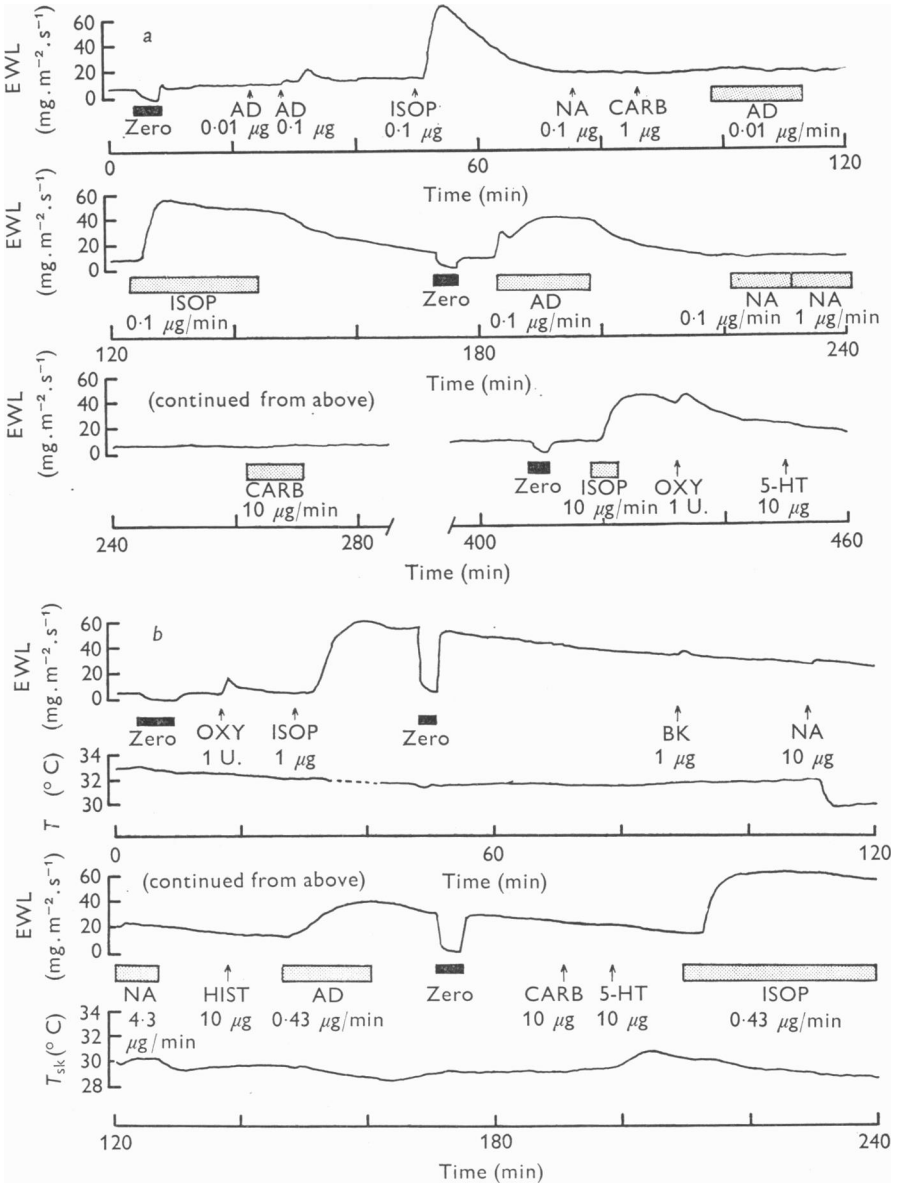 a
EWL
(mg.m⁻².s⁻¹)
60
40
20
0
Zero
AD
0·01 µg
AD
0·1 µg
ISOP
0·1 µg
NA
0·1 µg
CARB
1 µg
AD
0·01 µg/min
0 60 120
Time (min)
EWL
(mg.m⁻².s⁻¹)
60
40
20
0
ISOP
0·1 µg/min
Zero
AD
0·1 µg/min
NA
0·1 µg/min
NA
1 µg/min
120 180 240
Time (min)
EWL
(mg.m⁻².s⁻¹)
60
40
20
0
(continued from above)
CARB
10 µg/min
Zero
ISOP
10 µg/min
OXY
1 U.
5-HT
10 µg
240 280 400 460
Time (min)
b
EWL
(mg.m⁻².s⁻¹)
60
40
20
0
Zero
OXY
1 U.
ISOP
1 µg
Zero
BK
1 µg
NA
10 µg
T (° C)
34
32
30
0 60 120
Time (min)
(continued from above)
EWL
(mg.m⁻².s⁻¹)
60
40
20
0
NA
4·3
µg/min
HIST
10 µg
AD
0·43 µg/min
Zero
CARB
10 µg
5-HT
10 µg
ISOP
0·43 µg/min
Tsk(° C)
34
32
30
28
120 180 240
Time (min)